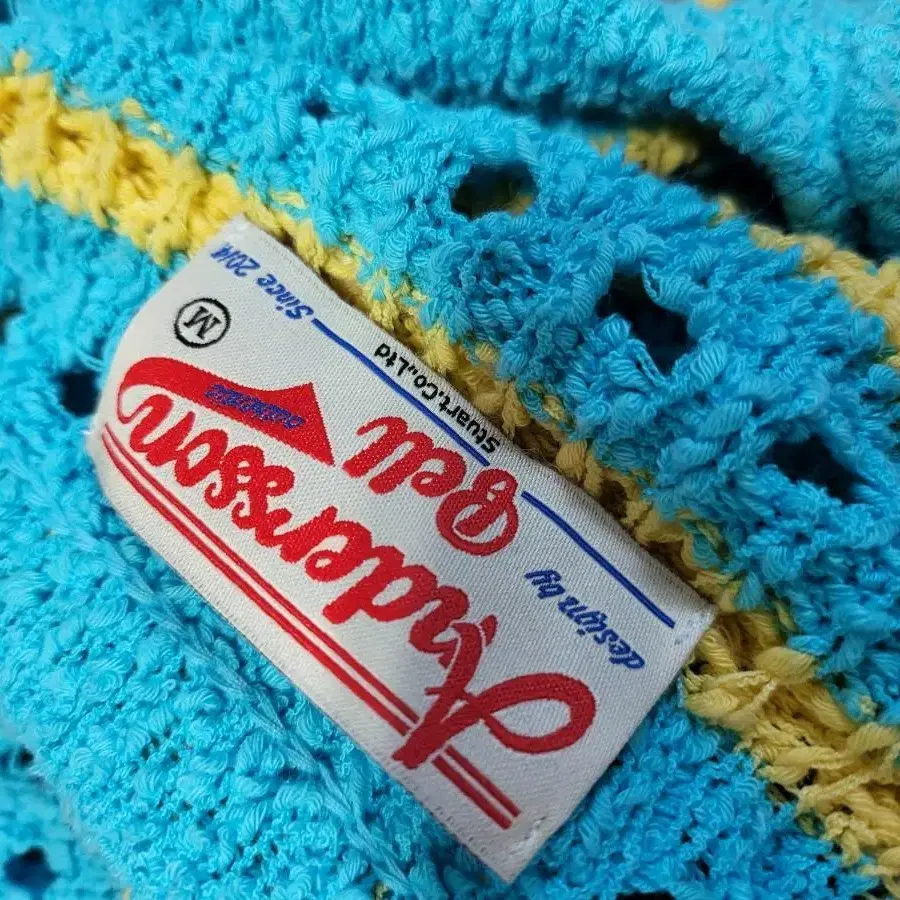 Andersson
Bell
M
design by Stuart.Co.,Ltd Since 2014